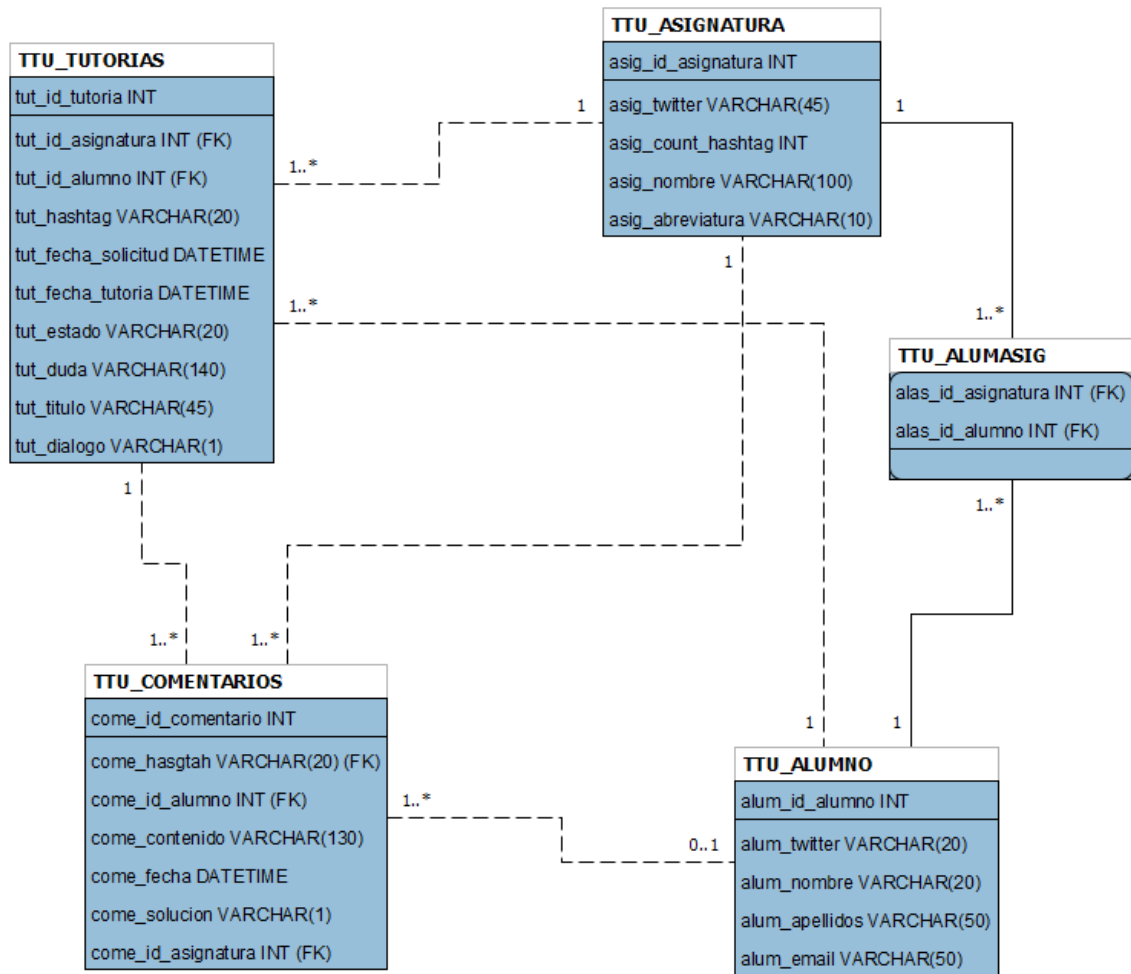 TTU_TUTORIAS
tut_id_tutoria INT
tut_id_asignatura INT (FK)
tut_id_alumno INT (FK)
tut_hashtag VARCHAR(20)
tut_fecha_solicitud DATETIME
tut_fecha_tutoria DATETIME
tut_estado VARCHAR(20)
tut_duda VARCHAR(140)
tut_titulo VARCHAR(45)
tut_dialogo VARCHAR(1)
TTU_ASIGNATURA
asig_id_asignatura INT
asig_twitter VARCHAR(45)
asig_count_hashtag INT
asig_nombre VARCHAR(100)
asig_abreviatura VARCHAR(10)
1
1..*
1
1..*
1
1..*
TTU_ALUMASIG
alas_id_asignatura INT (FK)
alas_id_alumno INT (FK)
1..*
1
1
1..*
1..*
1
TTU_COMENTARIOS
come_id_comentario INT
come_hasgtah VARCHAR(20) (FK)
come_id_alumno INT (FK)
come_contenido VARCHAR(130)
come_fecha DATETIME
come_solucion VARCHAR(1)
come_id_asignatura INT (FK)
1..*
0..1
TTU_ALUMNO
alum_id_alumno INT
alum_twitter VARCHAR(20)
alum_nombre VARCHAR(20)
alum_apellidos VARCHAR(50)
alum_email VARCHAR(50)